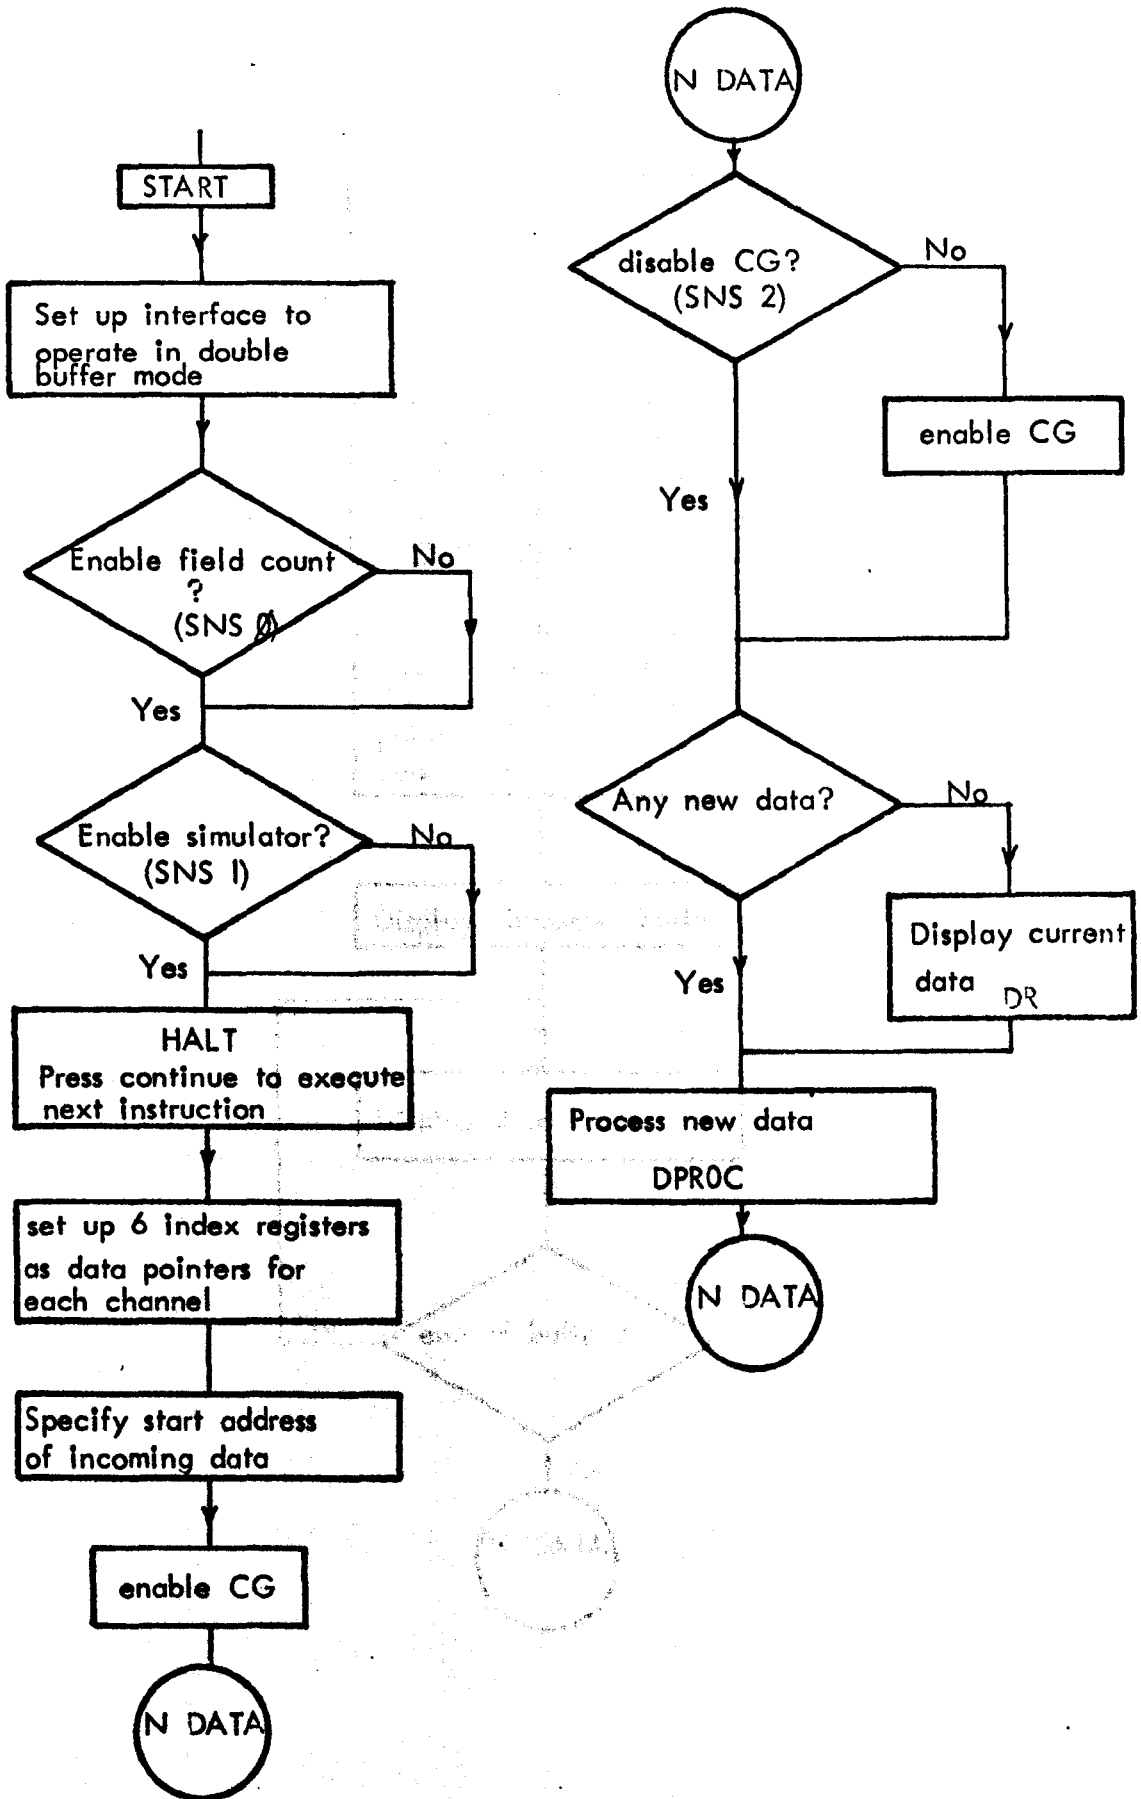 START
Set up interface to
operate in double
buffer mode
Enable field count
?
(SNS Ø)
No
Yes
Enable simulator?
(SNS 1)
No
Yes
HALT
Press continue to execute
next instruction
set up 6 index registers
as data pointers for
each channel
Specify start address
of incoming data
enable CG
N DATA
N DATA
disable CG?
(SNS 2)
No
enable CG
Yes
Any new data?
No
Display current
data DR
Yes
Process new data
DPROC
N DATA
Display